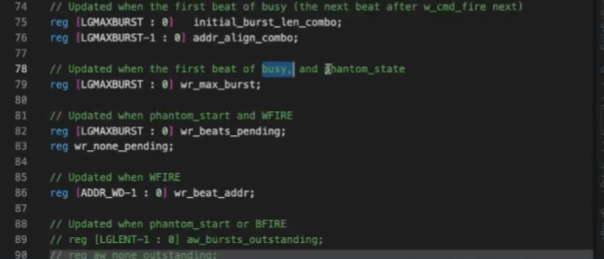 74 // Updated when the first beat of busy (the next beat after w_cmd_fire next)
75 reg [LGMAXBURST : 0] initial_burst_len_combo;
76 reg [LGMAXBURST-1 : 0] addr_align_combo;
77
78 // Updated when the first beat of busy, and phantom_state
79 reg [LGMAXBURST : 0] wr_max_burst;
80
81 // Updated when phantom_start and WFIRE
82 reg [LGMAXBURST : 0] wr_beats_pending;
83 reg wr_none_pending;
84
85 // Updated when WFIRE
86 reg [ADDR_WD-1 : 0] wr_beat_addr;
87
88 // Updated when phantom_start or BFIRE
89 // reg [LGLENT-1 : 0] aw_bursts_outstanding;
90 // reg aw_none_outstanding;